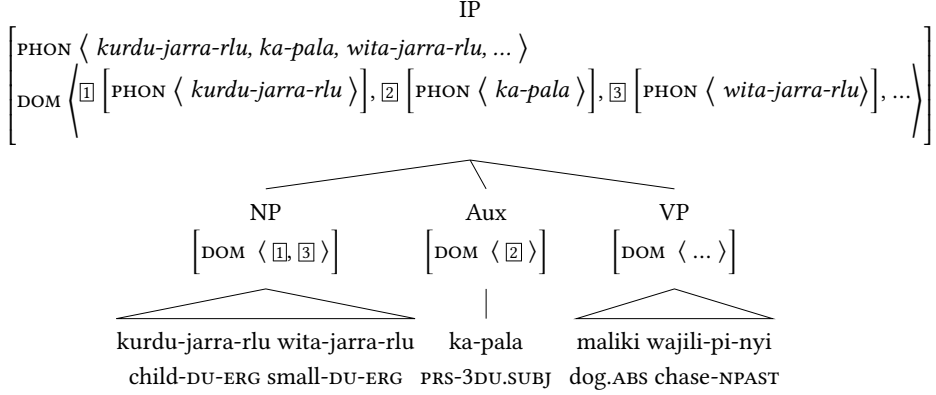 IP
PHON ⟨ kurdu-jarra-rlu, ka-pala, wita-jarra-rlu, … ⟩
DOM ⟨ 1 [PHON ⟨ kurdu-jarra-rlu ⟩], 2 [PHON ⟨ ka-pala ⟩], 3 [PHON ⟨ wita-jarra-rlu⟩], … ⟩
NP Aux VP
[DOM ⟨ 1, 3 ⟩] [DOM ⟨ 2 ⟩] [DOM ⟨ … ⟩]
kurdu-jarra-rlu wita-jarra-rlu ka-pala maliki wajili-pi-nyi
child-DU-ERG small-DU-ERG PRS-3DU.SUBJ dog.ABS chase-NPAST